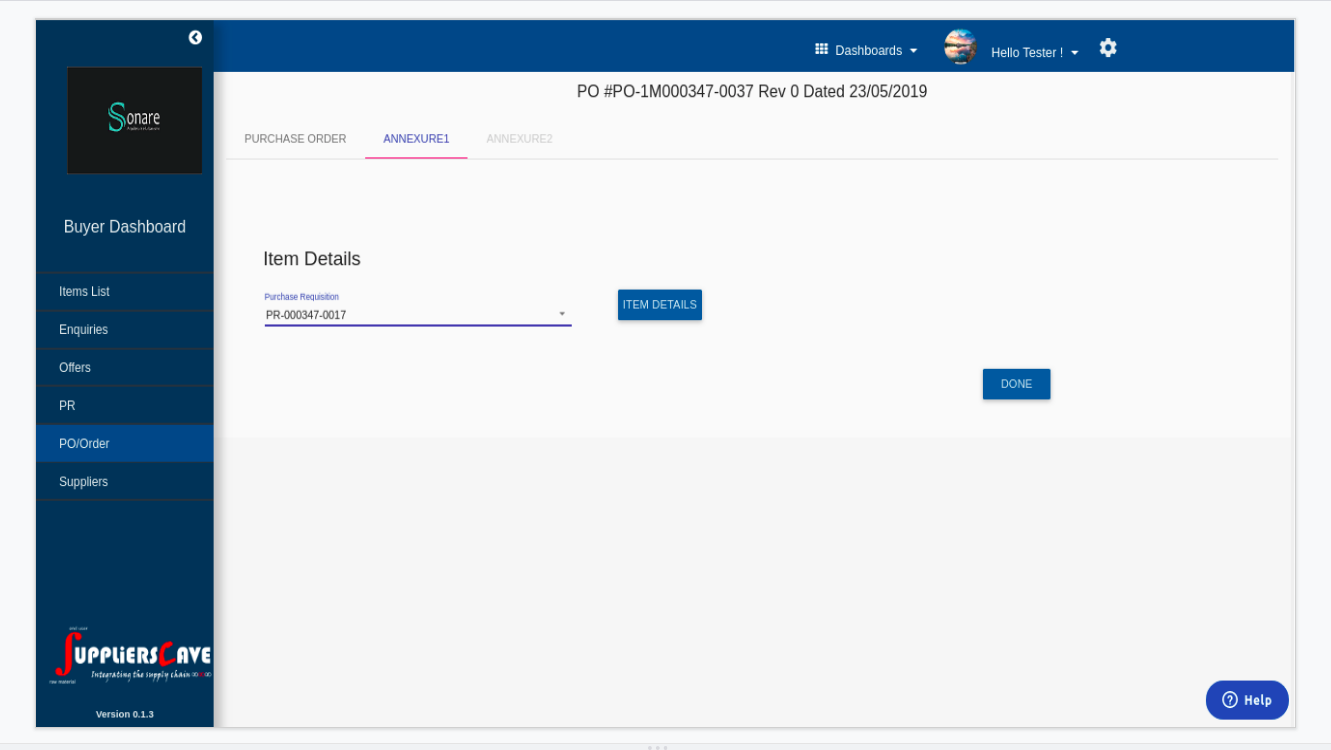 Dashboards
Hello Tester !
Sonare
PO #PO-1M000347-0037 Rev 0 Dated 23/05/2019
PURCHASE ORDER
ANNEXURE1
ANNEXURE2
Buyer Dashboard
Items List
Enquiries
Offers
PR
PO/Order
Suppliers
Item Details
Purchase Requisition
PR-000347-0017
ITEM DETAILS
DONE
SUPPLIERSCAVE
Integrating the supply chain
raw material
Version 0.1.3
Help